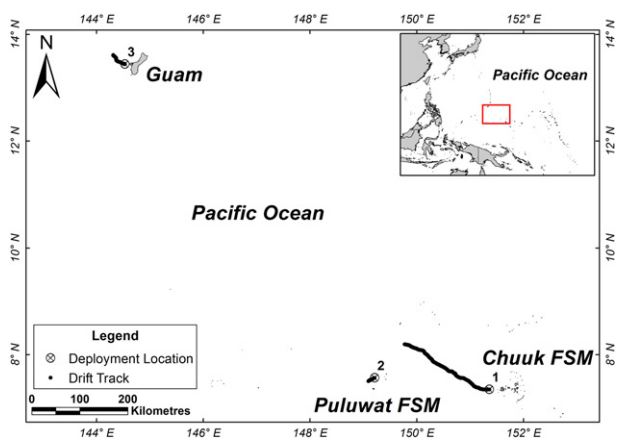 144° E 146° E 148° E 150° E 152° E
14° N
14° N
N
3
Guam
Pacific Ocean
12° N
12° N
Pacific Ocean
10° N
10° N
Legend
Deployment Location
Drift Track
8° N
8° N
2
1
Chuuk FSM
Puluwat FSM
0 50 100 200
Kilometres
144° E 146° E 148° E 150° E 152° E